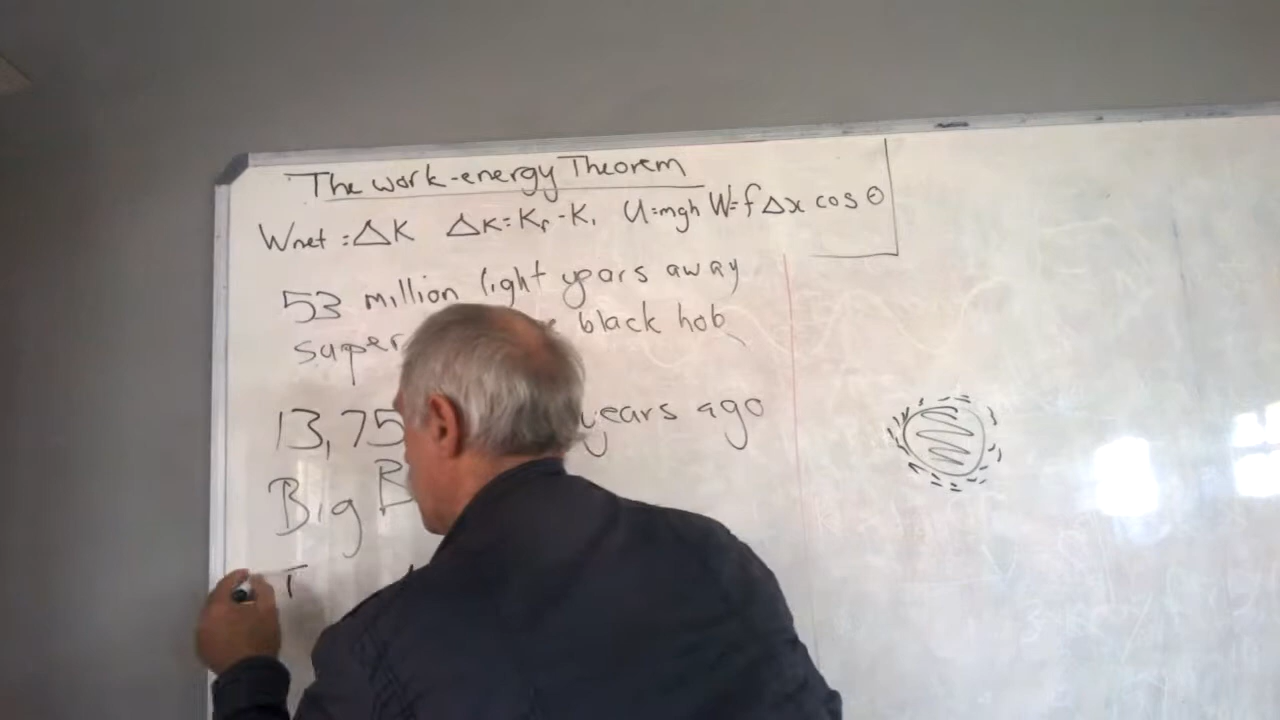 The work-energy Theorem
Wnet = ΔK ΔK = Kf - Ki U=mgh W=fΔx cos θ
53 million light years away
super black hole
13,75 years ago
Big B
T